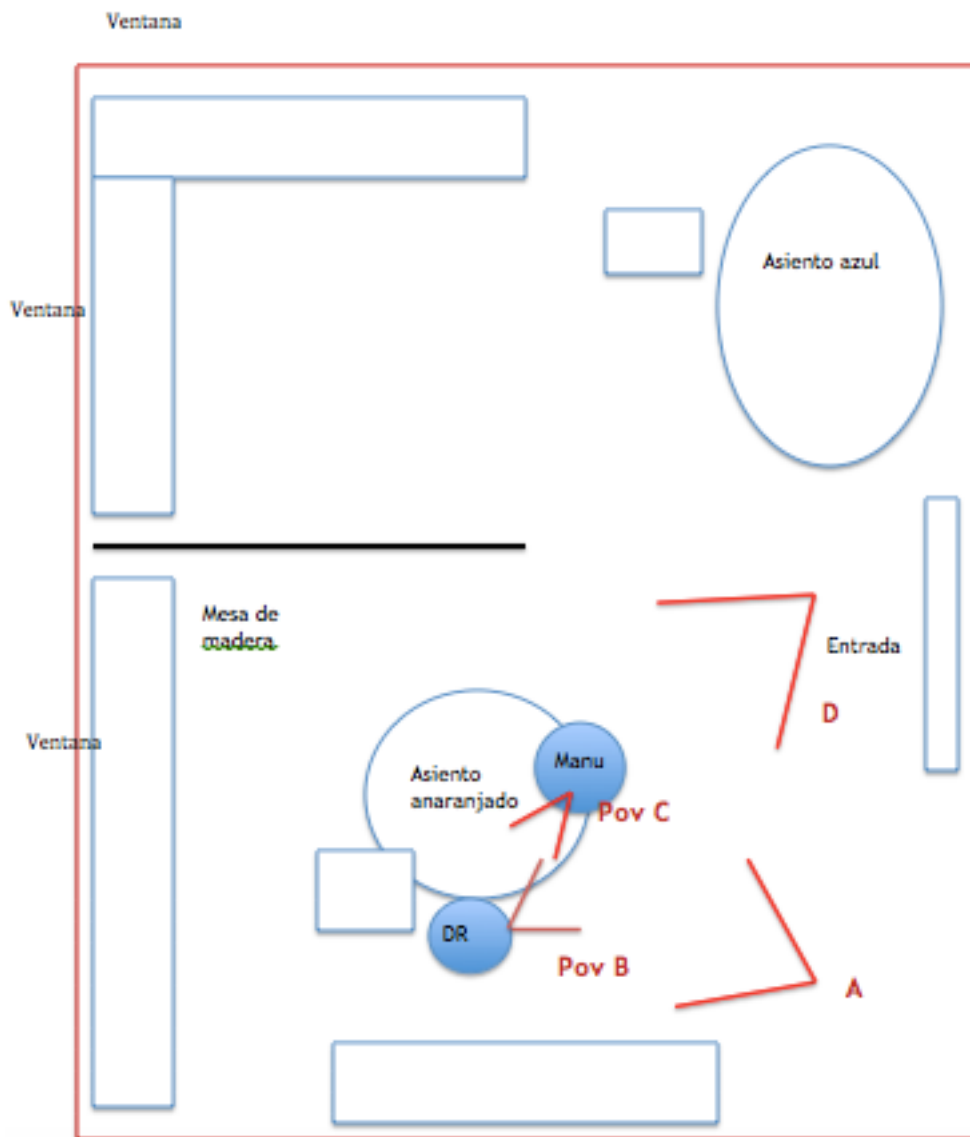 Ventana
Asiento azul
Ventana
Mesa de
madera
Entrada
D
Ventana
Manu
Asiento
anaranjado
Pov C
DR
Pov B
A